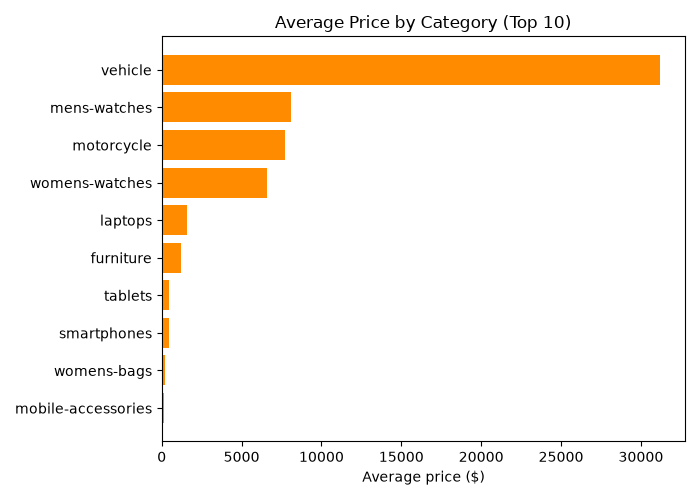 Average Price by Category (Top 10)
vehicle
mens-watches
motorcycle
womens-watches
laptops
furniture
tablets
smartphones
womens-bags
mobile-accessories
0 5000 10000 15000 20000 25000 30000
Average price ($)